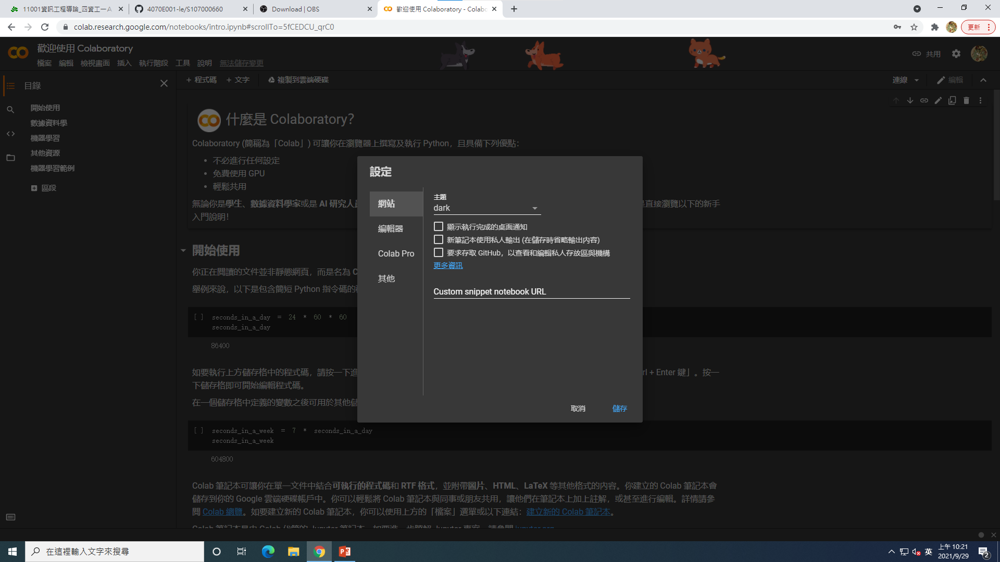 11001資訊工程導論_四資工一A
4070E001-le/S107000660
Download | OBS
歡迎使用 Colaboratory - Colabo
colab.research.google.com/notebooks/intro.ipynb#scrollTo=5fCEDCU_qrC0
更新
歡迎使用 Colaboratory
檔案 編輯 檢視畫面 插入 執行階段 工具 說明 無法儲存變更
共用
目錄
+ 程式碼 + 文字 複製到雲端硬碟
連線 編輯
開始使用
數據資料學
機器學習
其他資源
機器學習範例
區段
什麼是 Colaboratory?
Colaboratory (簡稱為「Colab」) 可讓你在瀏覽器上撰寫及執行 Python，且具備下列優點：
• 不必進行任何設定
• 免費使用 GPU
• 輕鬆共用
無論你是學生、數據資料學家或是 AI 研究人員
是直接瀏覽以下的新手
入門說明！
開始使用
你正在閱讀的文件並非靜態網頁，而是名為 C
舉例來說，以下是包含簡短 Python 指令碼的
[ ] seconds_in_a_day = 24 * 60 * 60
seconds_in_a_day
86400
如要執行上方儲存格中的程式碼，請按一下
rl + Enter 鍵」。按一
下儲存格即可開始編輯程式碼。
在一個儲存格中定義的變數之後可用於其他儲
[ ] seconds_in_a_week = 7 * seconds_in_a_day
seconds_in_a_week
604800
Colab 筆記本可讓你在單一文件中結合可執行的程式碼和 RTF 格式，並附帶圖片、HTML、LaTeX 等其他格式的內容。你建立的 Colab 筆記本會
儲存到你的 Google 雲端硬碟帳戶中。你可以輕鬆將 Colab 筆記本與同事或朋友共用，讓他們在筆記本上加上註解，或甚至進行編輯。詳情請參
閱 Colab 總覽。如要建立新的 Colab 筆記本，你可以使用上方的「檔案」選單或以下連結：建立新的 Colab 筆記本。
設定
網站
編輯器
Colab Pro
其他
主題
dark
顯示執行完成的桌面通知
新筆記本使用私人輸出 (在儲存時省略輸出內容)
要求存取 GitHub，以查看和編輯私人存放區與機構
更多資訊
Custom snippet notebook URL
取消 儲存
在這裡輸入文字來搜尋
英
上午 10:21
2021/9/29
2